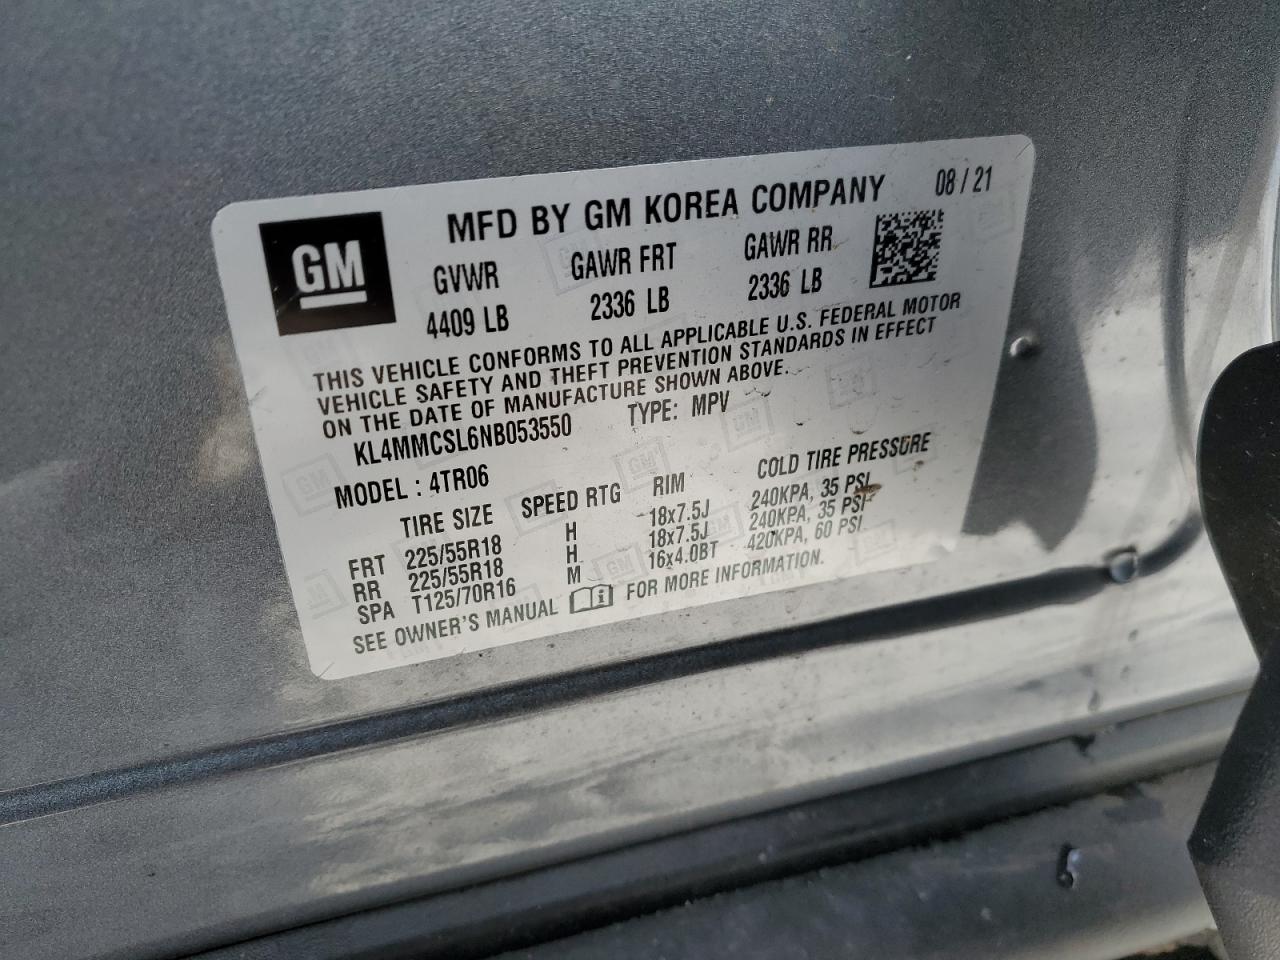 GM
MFD BY GM KOREA COMPANY 08 / 21
GVWR GAWR FRT GAWR RR
4409 LB 2336 LB 2336 LB
THIS VEHICLE CONFORMS TO ALL APPLICABLE U.S. FEDERAL MOTOR
VEHICLE SAFETY AND THEFT PREVENTION STANDARDS IN EFFECT
ON THE DATE OF MANUFACTURE SHOWN ABOVE.
KL4MMCSL6NB053550 TYPE: MPV
MODEL : 4TR06
TIRE SIZE SPEED RTG RIM COLD TIRE PRESSURE
FRT 225/55R18 H 18x7.5J 240KPA, 35 PSI
RR 225/55R18 H 18x7.5J 240KPA, 35 PSI
SPA T125/70R16 M 16x4.0BT 420KPA, 60 PSI
SEE OWNER'S MANUAL FOR MORE INFORMATION.